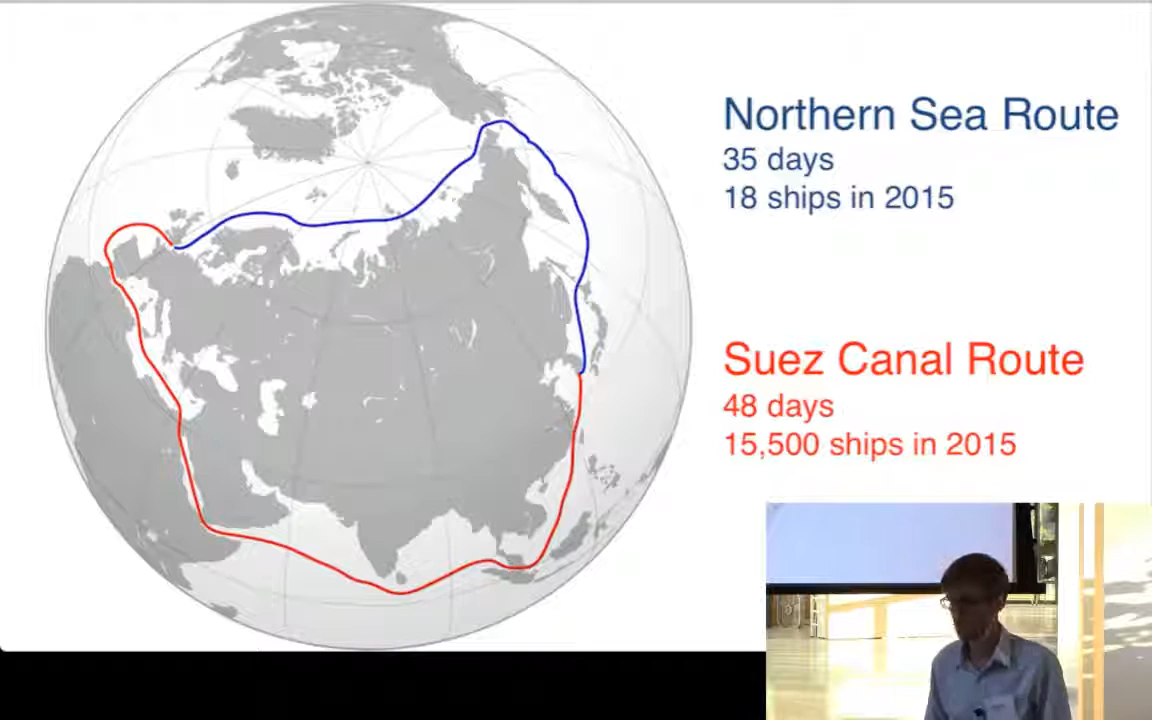 Northern Sea Route
35 days
18 ships in 2015
Suez Canal Route
48 days
15,500 ships in 2015